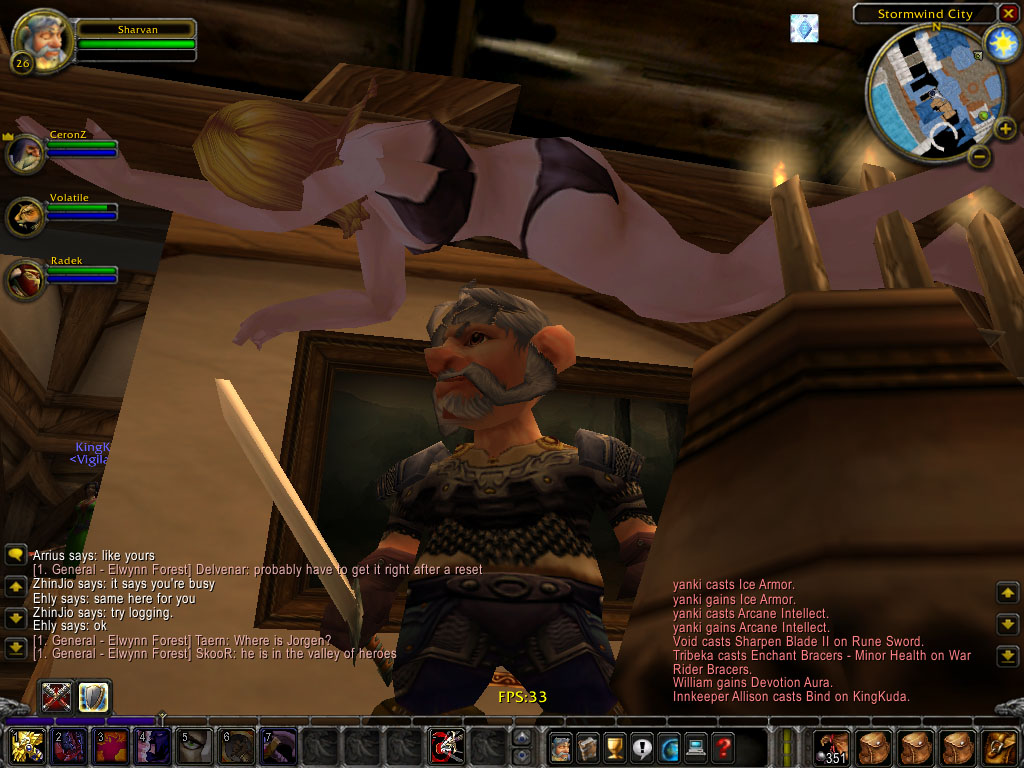 Sharvan
26
Stormwind City
N
CeronZ
Volatile
Radek
KingK
<Vigila
Arrius says: like yours
[1. General - Elwynn Forest] Delvenar: probably have to get it right after a reset
ZhinJio says: it says you're busy
Ehly says: same here for you
ZhinJio says: try logging.
Ehly says: ok
[1. General - Elwynn Forest] Taern: Where is Jorgen?
[1. General - Elwynn Forest] SkooR: he is in the valley of heroes
yanki casts Ice Armor.
yanki gains Ice Armor.
yanki casts Arcane Intellect.
yanki gains Arcane Intellect.
Void casts Sharpen Blade II on Rune Sword.
Tribeka casts Enchant Bracers - Minor Health on War
Rider Bracers.
William gains Devotion Aura.
Innkeeper Allison casts Bind on KingKuda.
FPS:33
1 2 3 4 5 6 7
351